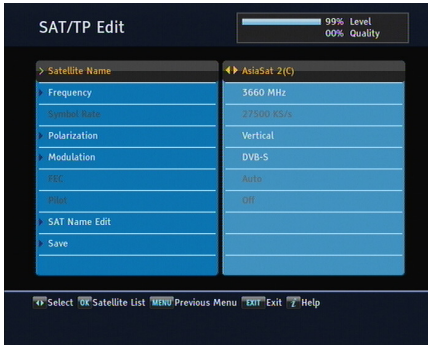 SAT/TP Edit
99% Level
00% Quality
> Satellite Name AsiaSat 2(C)
Frequency 3660 MHz
Symbol Rate 27500 KS/s
Polarization Vertical
Modulation DVB-S
FEC Auto
Pilot Off
SAT Name Edit
Save
Select OK Satellite List MENU Previous Menu EXIT Exit i Help